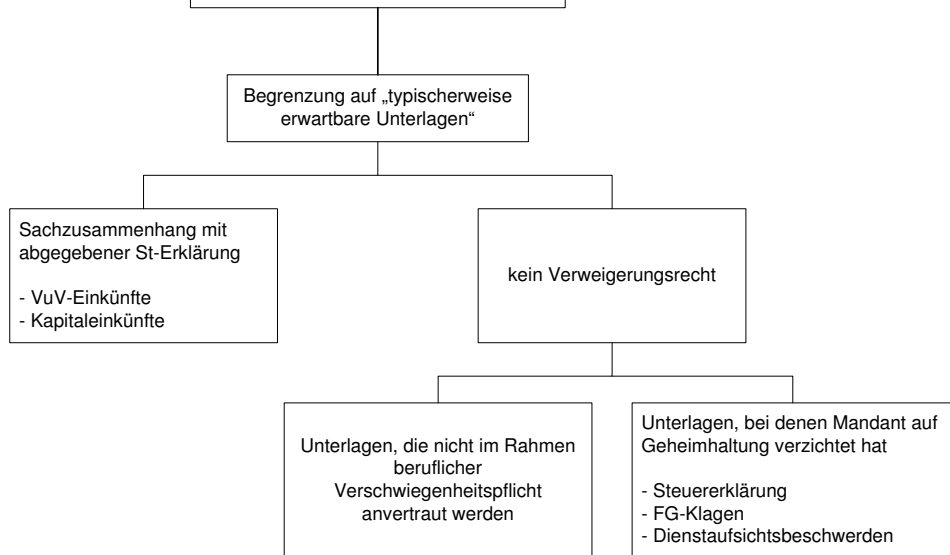 Begrenzung auf „typischerweise
erwartbare Unterlagen“
Sachzusammenhang mit
abgegebener St-Erklärung
- VuV-Einkünfte
- Kapitaleinkünfte
kein Verweigerungsrecht
Unterlagen, die nicht im Rahmen
beruflicher
Verschwiegenheitspflicht
anvertraut werden
Unterlagen, bei denen Mandant auf
Geheimhaltung verzichtet hat
- Steuererklärung
- FG-Klagen
- Dienstaufsichtsbeschwerden